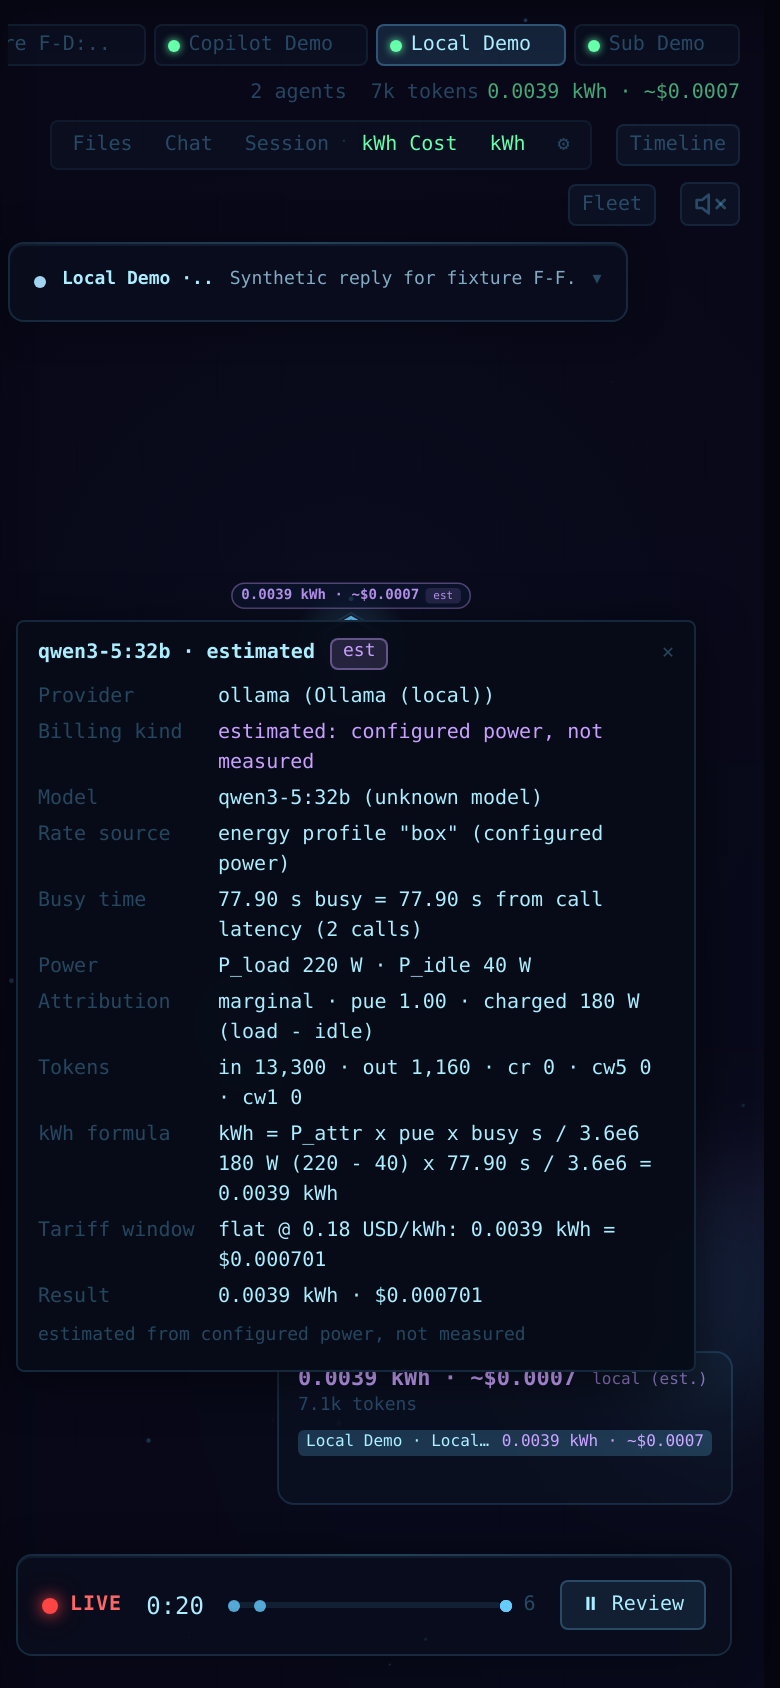 re F-D:..
Copilot Demo
Local Demo
Sub Demo
2 agents 7k tokens 0.0039 kWh · ~$0.0007
Files Chat Session · kWh Cost kWh ⚙
Timeline
Fleet
Local Demo ·.. Synthetic reply for fixture F-F. ▼
0.0039 kWh · ~$0.0007 est
qwen3-5:32b · estimated est ×
Provider ollama (Ollama (local))
Billing kind estimated: configured power, not
measured
Model qwen3-5:32b (unknown model)
Rate source energy profile "box" (configured
power)
Busy time 77.90 s busy = 77.90 s from call
latency (2 calls)
Power P_load 220 W · P_idle 40 W
Attribution marginal · pue 1.00 · charged 180 W
(load - idle)
Tokens in 13,300 · out 1,160 · cr 0 · cw5 0
· cw1 0
kWh formula kWh = P_attr x pue x busy s / 3.6e6
180 W (220 - 40) x 77.90 s / 3.6e6 =
0.0039 kWh
Tariff window flat @ 0.18 USD/kWh: 0.0039 kWh =
$0.000701
Result 0.0039 kWh · $0.000701
estimated from configured power, not measured
0.0039 kWh · ~$0.0007 local (est.)
7.1k tokens
Local Demo · Local… 0.0039 kWh · ~$0.0007
LIVE 0:20 6 ⏸ Review